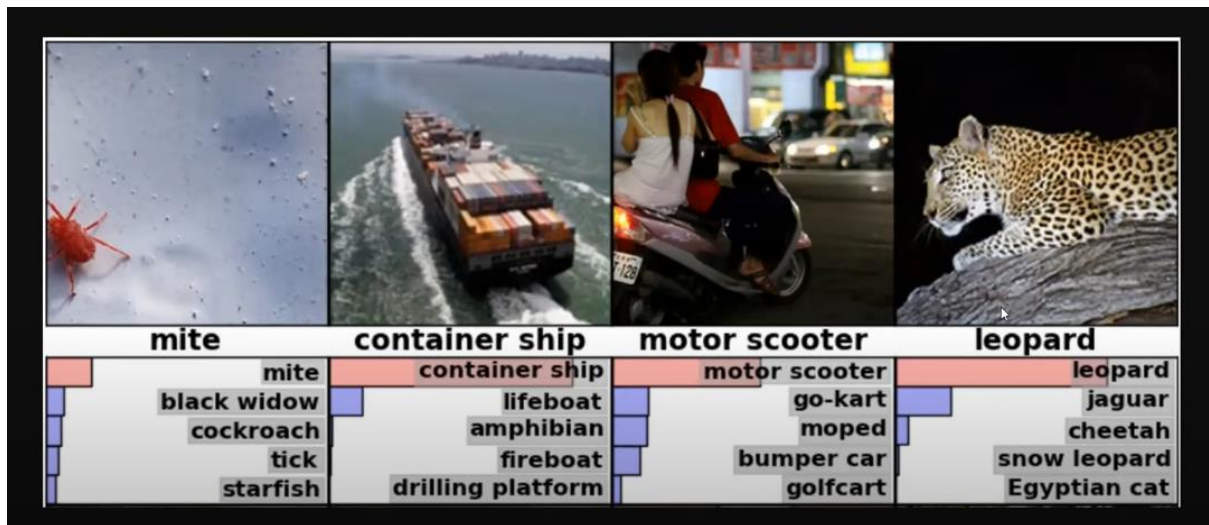 mite
mite
black widow
cockroach
tick
starfish
container ship
container ship
lifeboat
amphibian
fireboat
drilling platform
motor scooter
motor scooter
go-kart
moped
bumper car
golfcart
leopard
leopard
jaguar
cheetah
snow leopard
Egyptian cat